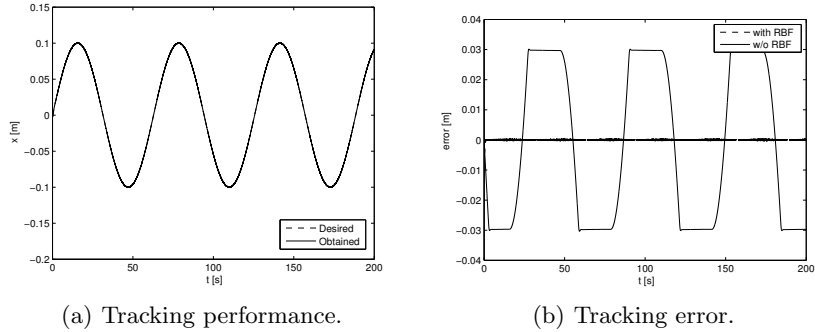 0.15
0.1
0.05
0
−0.05
−0.1
−0.15
−0.2
x [m]
0
50
100
150
200
t [s]
Desired
Obtained
(a) Tracking performance.
0.04
0.03
0.02
0.01
0
−0.01
−0.02
−0.03
−0.04
error [m]
0
50
100
150
200
t [s]
with RBF
w/o RBF
(b) Tracking error.